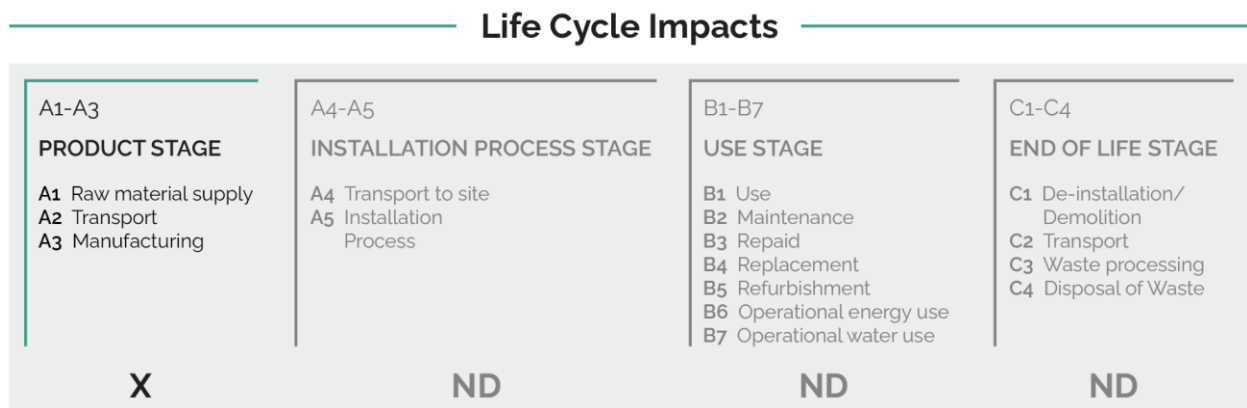 Life Cycle Impacts
A1-A3
PRODUCT STAGE
A1 Raw material supply
A2 Transport
A3 Manufacturing
X
A4-A5
INSTALLATION PROCESS STAGE
A4 Transport to site
A5 Installation
Process
ND
B1-B7
USE STAGE
B1 Use
B2 Maintenance
B3 Repaid
B4 Replacement
B5 Refurbishment
B6 Operational energy use
B7 Operational water use
ND
C1-C4
END OF LIFE STAGE
C1 De-installation/
Demolition
C2 Transport
C3 Waste processing
C4 Disposal of Waste
ND